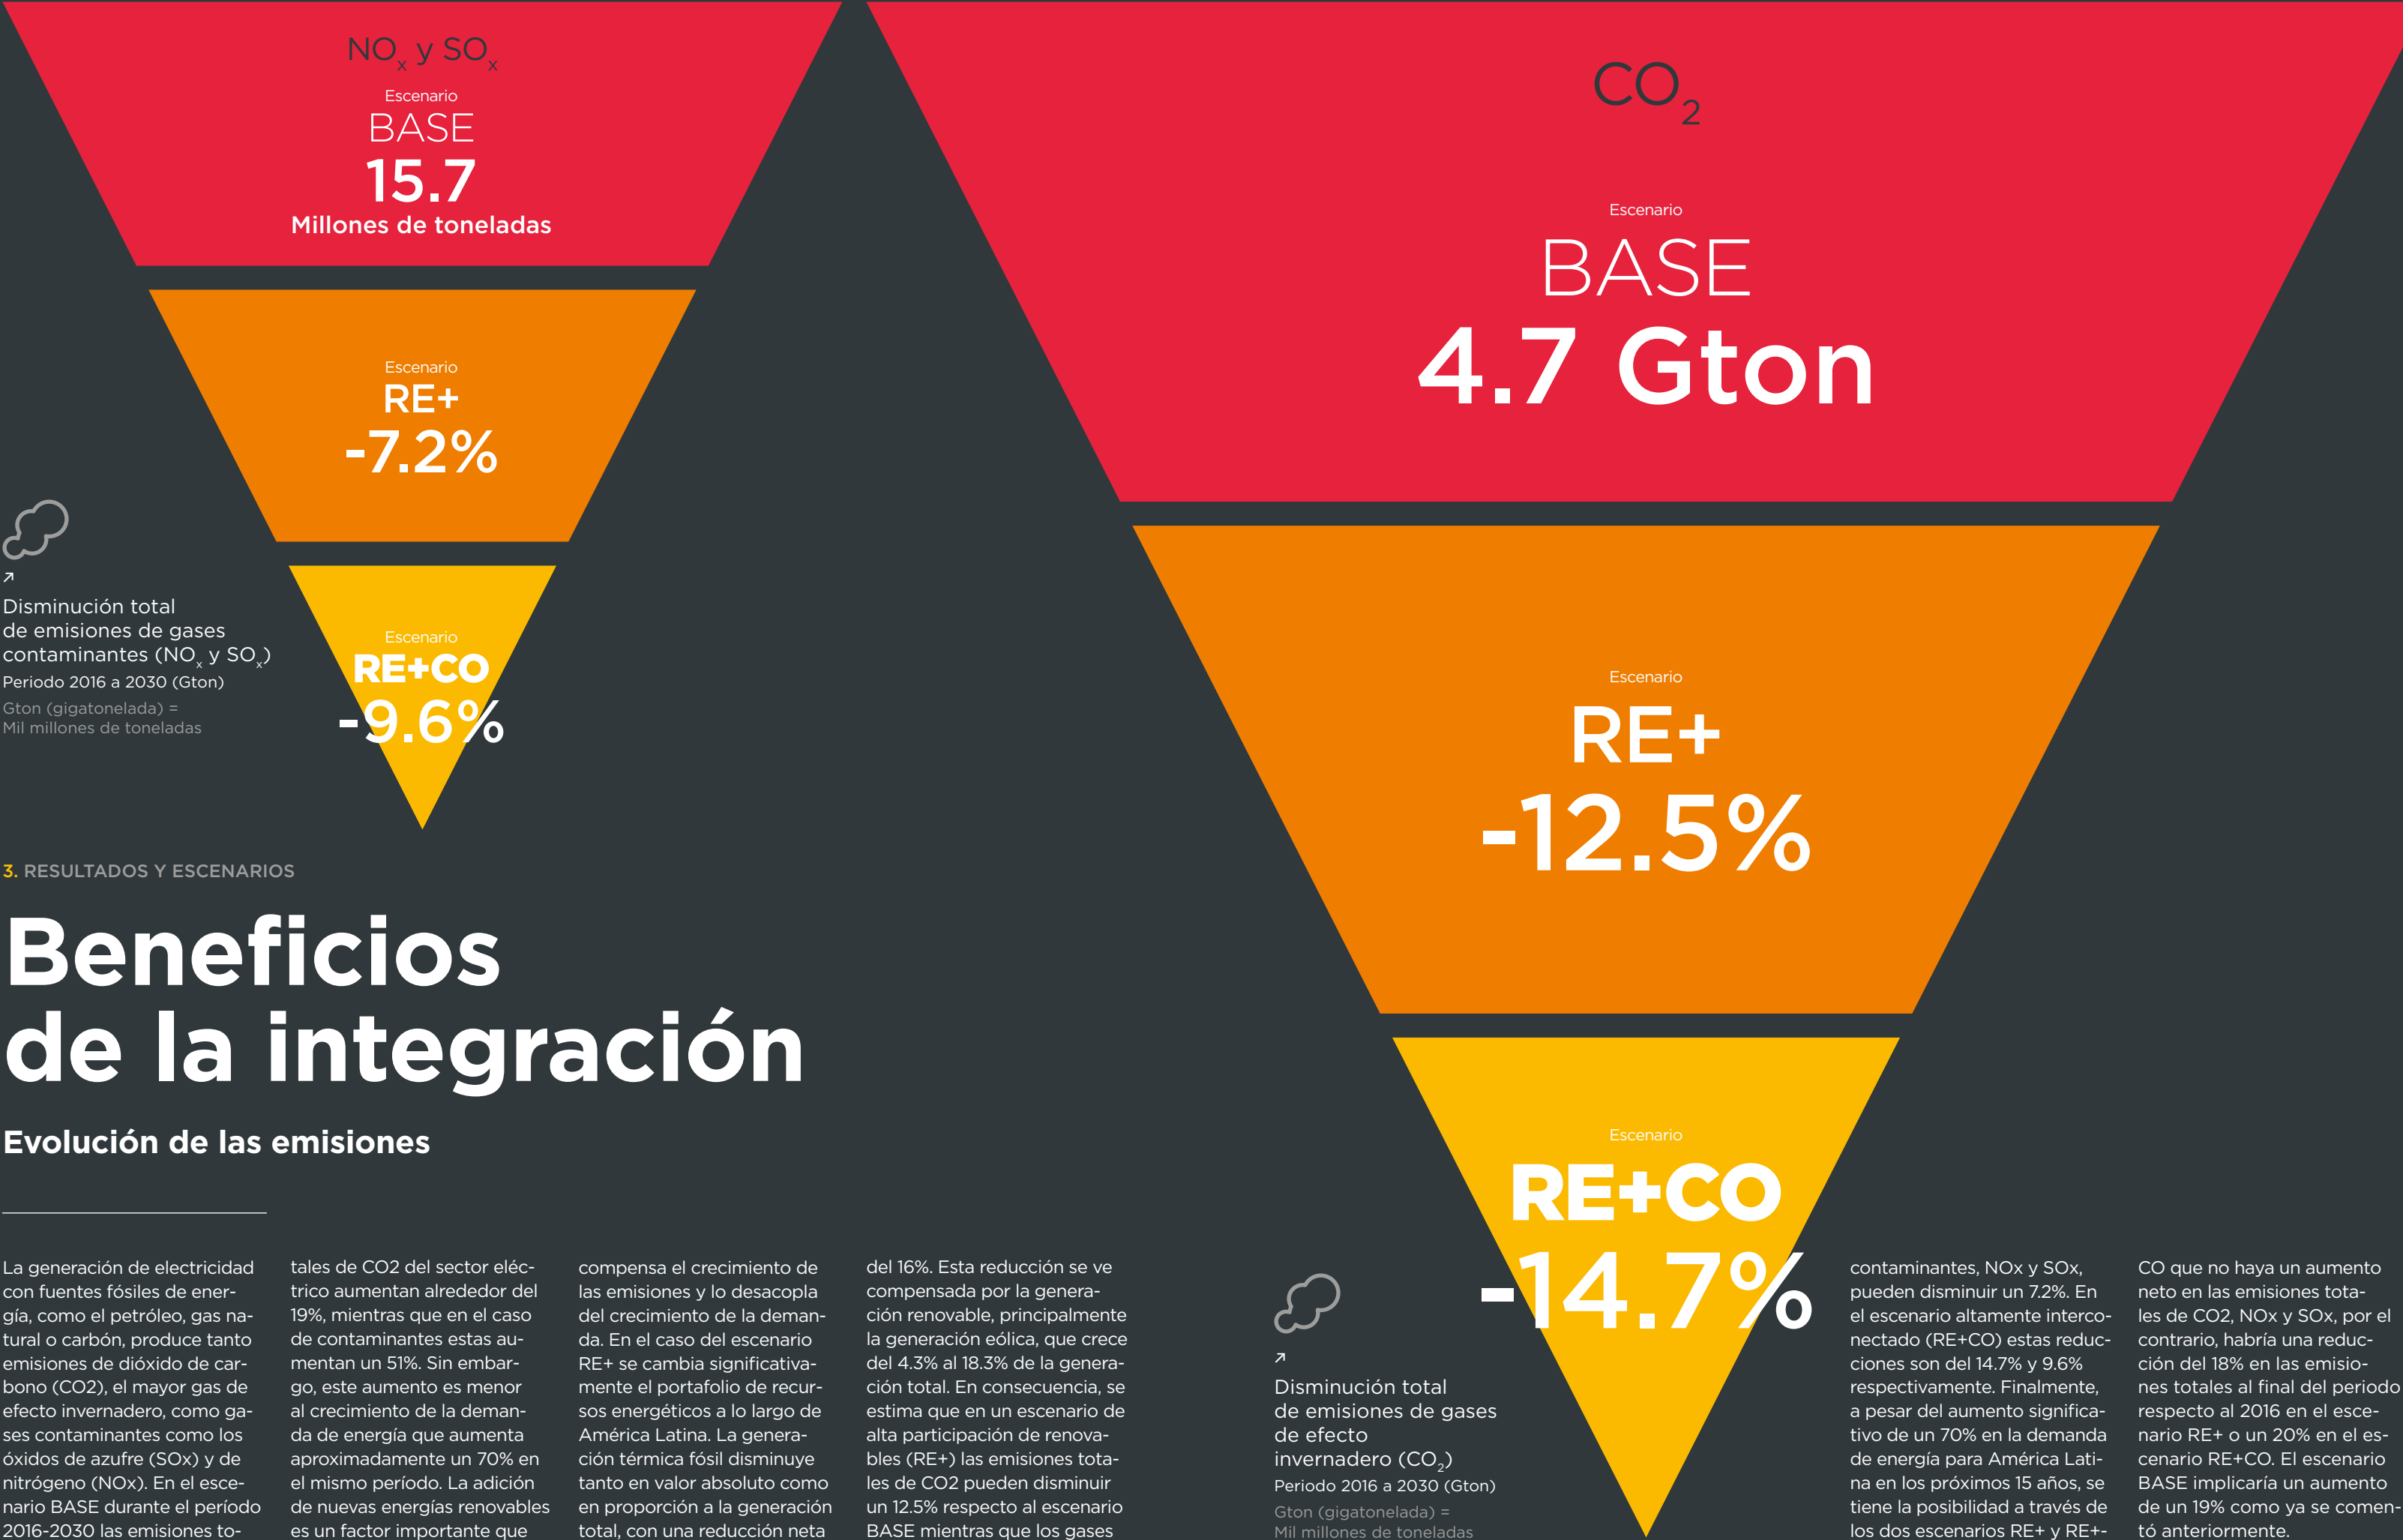 NOx y SOx
Escenario
BASE
15.7
Millones de toneladas
Escenario
RE+
-7.2%
Escenario
RE+CO
-9.6%
↗
Disminución total
de emisiones de gases
contaminantes (NOx y SOx)
Periodo 2016 a 2030 (Gton)
Gton (gigatonelada) =
Mil millones de toneladas
CO2
Escenario
BASE
4.7 Gton
Escenario
RE+
-12.5%
Escenario
RE+CO
-14.7%
↗
Disminución total
de emisiones de gases
de efecto
invernadero (CO2)
Periodo 2016 a 2030 (Gton)
Gton (gigatonelada) =
Mil millones de toneladas
3. RESULTADOS Y ESCENARIOS
Beneficios
de la integración
Evolución de las emisiones
La generación de electricidad
con fuentes fósiles de ener-
gía, como el petróleo, gas na-
tural o carbón, produce tanto
emisiones de dióxido de car-
bono (CO2), el mayor gas de
efecto invernadero, como ga-
ses contaminantes como los
óxidos de azufre (SOx) y de
nitrógeno (NOx). En el esce-
nario BASE durante el período
2016-2030 las emisiones to-
tales de CO2 del sector eléc-
trico aumentan alrededor del
19%, mientras que en el caso
de contaminantes estas au-
mentan un 51%. Sin embar-
go, este aumento es menor
al crecimiento de la deman-
da de energía que aumenta
aproximadamente un 70% en
el mismo período. La adición
de nuevas energías renovables
es un factor importante que
compensa el crecimiento de
las emisiones y lo desacopla
del crecimiento de la deman-
da. En el caso del escenario
RE+ se cambia significativa-
mente el portafolio de recur-
sos energéticos a lo largo de
América Latina. La genera-
ción térmica fósil disminuye
tanto en valor absoluto como
en proporción a la generación
total, con una reducción neta
del 16%. Esta reducción se ve
compensada por la genera-
ción renovable, principalmente
la generación eólica, que crece
del 4.3% al 18.3% de la genera-
ción total. En consecuencia, se
estima que en un escenario de
alta participación de renova-
bles (RE+) las emisiones tota-
les de CO2 pueden disminuir
un 12.5% respecto al escenario
BASE mientras que los gases
contaminantes, NOx y SOx,
pueden disminuir un 7.2%. En
el escenario altamente interco-
nectado (RE+CO) estas reduc-
ciones son del 14.7% y 9.6%
respectivamente. Finalmente,
a pesar del aumento significa-
tivo de un 70% en la demanda
de energía para América Lati-
na en los próximos 15 años, se
tiene la posibilidad a través de
los dos escenarios RE+ y RE+-
CO que no haya un aumento
neto en las emisiones tota-
les de CO2, NOx y SOx, por el
contrario, habría una reduc-
ción del 18% en las emisio-
nes totales al final del periodo
respecto al 2016 en el esce-
nario RE+ o un 20% en el es-
cenario RE+CO. El escenario
BASE implicaría un aumento
de un 19% como ya se comen-
tó anteriormente.